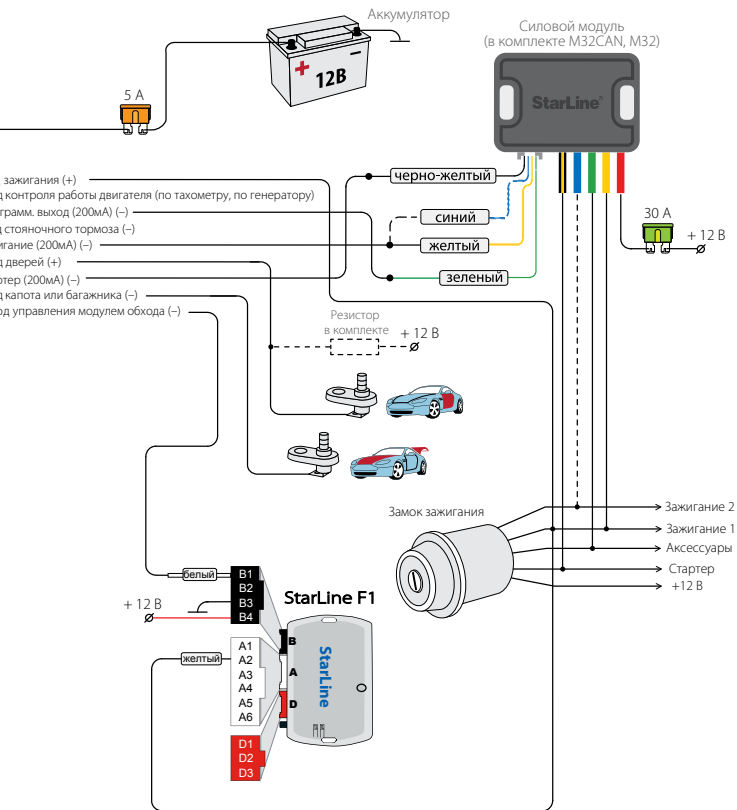 Аккумулятор
Силовой модуль
(в комплекте M32CAN, M32)
5 А
12В
StarLine
зажигания (+)
черно-желтый
контроля работы двигателя (по тахометру, по генератору)
выход (200мА) (–)
синий
30 А
стояночного тормоза (–)
+ 12 В
(200мА) (–)
желтый
дверей (+)
(200мА) (–)
зеленый
капота или багажника (–)
управления модулем обхода (–)
Резистор
в комплекте
+ 12 В
Замок зажигания
Зажигание 2
Зажигание 1
Аксессуары
Стартер
+12 В
белый
B1
B2
B3
B4
+ 12 В
StarLine F1
StarLine
B
A
D
желтый
A1
A2
A3
A4
A5
A6
D1
D2
D3